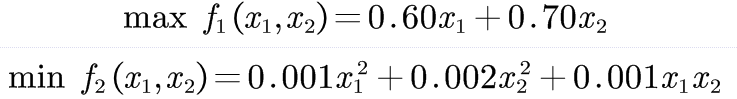 max f₁(x₁,x₂)=0.60x₁+0.70x₂
min f₂(x₁,x₂)=0.001x₁²+0.002x₂²+0.001x₁x₂